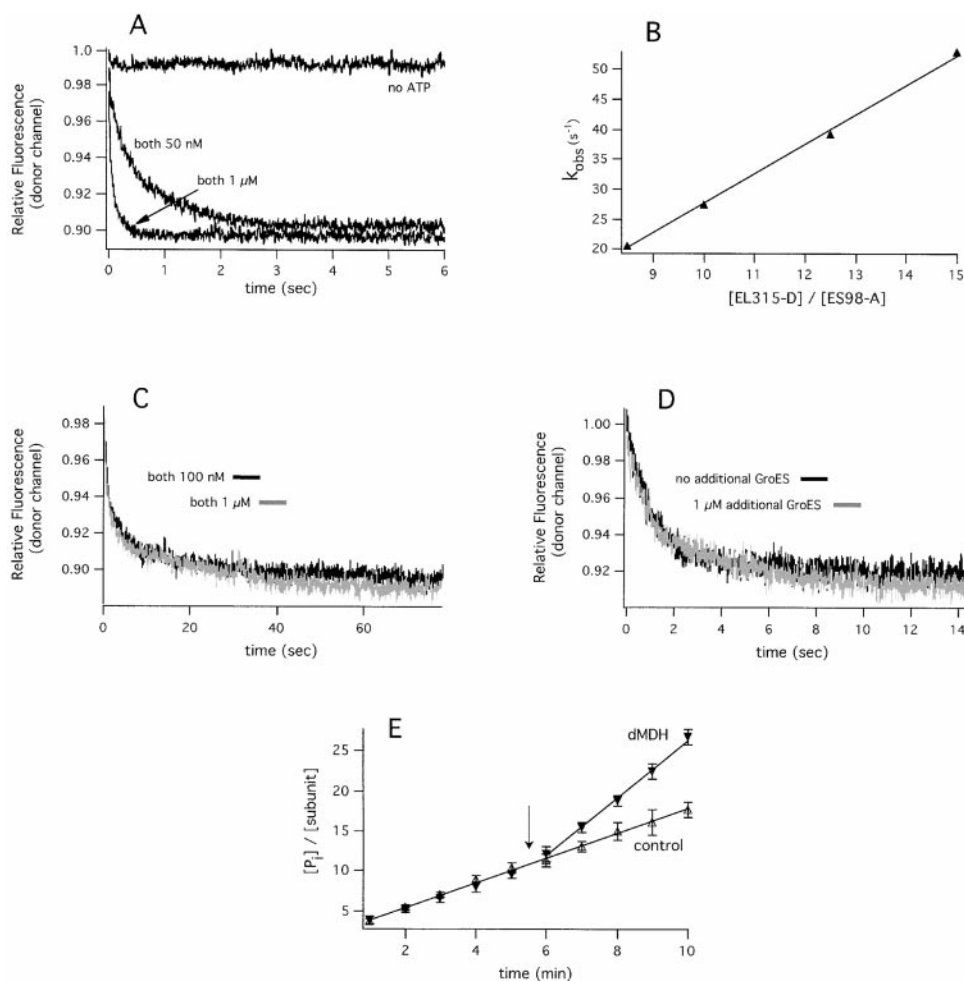 A
Relative Fluorescence
(donor channel)
1.0
0.98
0.96
0.94
0.92
0.90
no ATP
both 50 nM
both 1 µM
0
1
2
3
4
5
6
time (sec)
B
k_obs (s⁻¹)
50
45
40
35
30
25
20
9
10
11
12
13
14
15
[EL315-D] / [ES98-A]
C
Relative Fluorescence
(donor channel)
0.98
0.96
0.94
0.92
0.90
both 100 nM
both 1 µM
0
20
40
60
time (sec)
D
Relative Fluorescence
(donor channel)
1.00
0.98
0.96
0.94
0.92
no additional GroES
1 µM additional GroES
0
2
4
6
8
10
12
14
time (sec)
E
[Pᵢ] / [subunit]
25
20
15
10
5
dMDH
control
2
4
6
8
10
time (min)